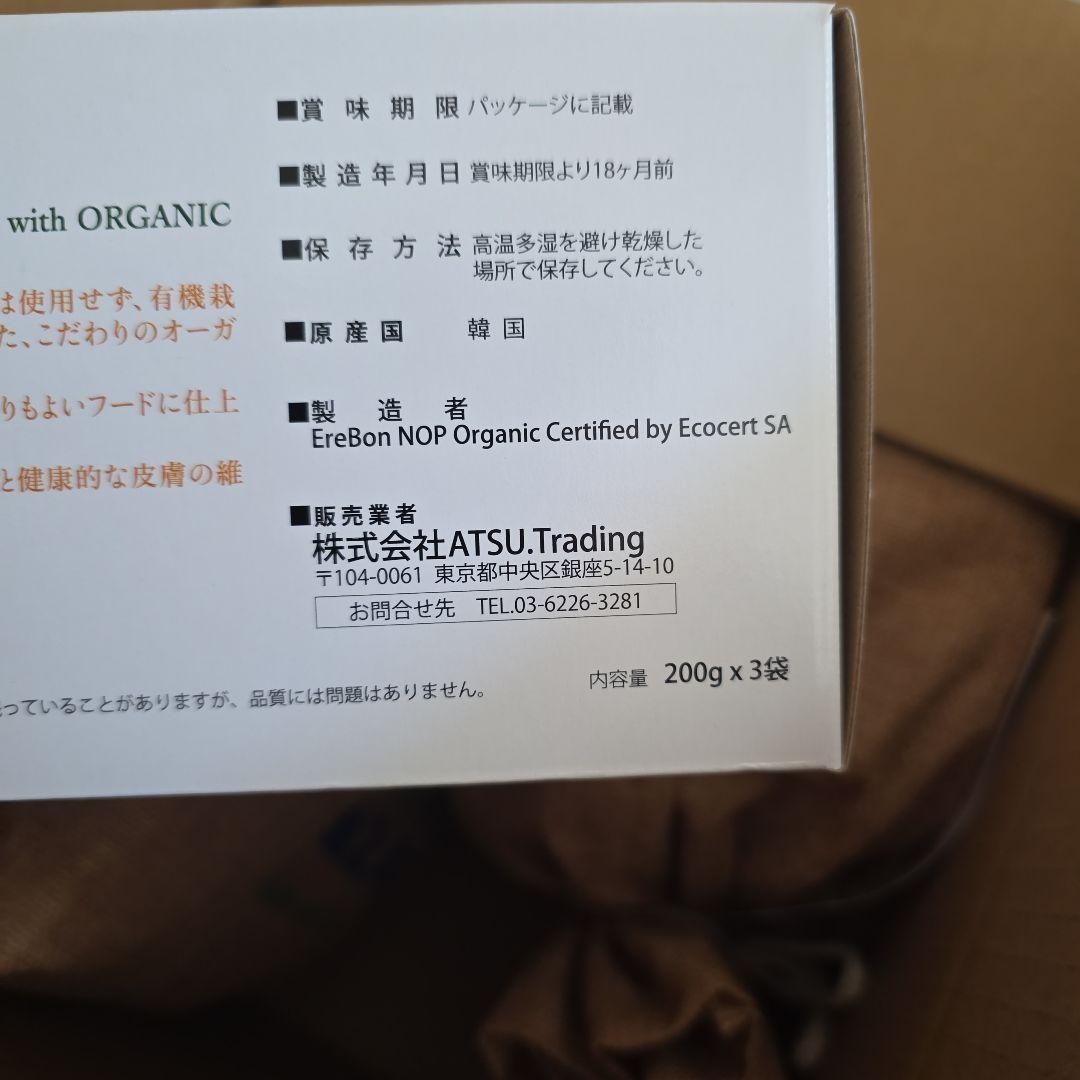 with ORGANIC
は使用せず、有機栽
た、こだわりのオーガ
りもよいフードに仕上
と健康的な皮膚の維
■賞味期限 パッケージに記載
■製造年月日 賞味期限より18ヶ月前
■保存方法 高温多湿を避け乾燥した
場所で保存してください。
■原産国 韓国
■製造者
EreBon NOP Organic Certified by Ecocert SA
■販売業者
株式会社ATSU.Trading
〒104-0061 東京都中央区銀座5-14-10
お問合せ先 TEL.03-6226-3281
内容量 200g x 3袋
っていることがありますが、品質には問題はありません。